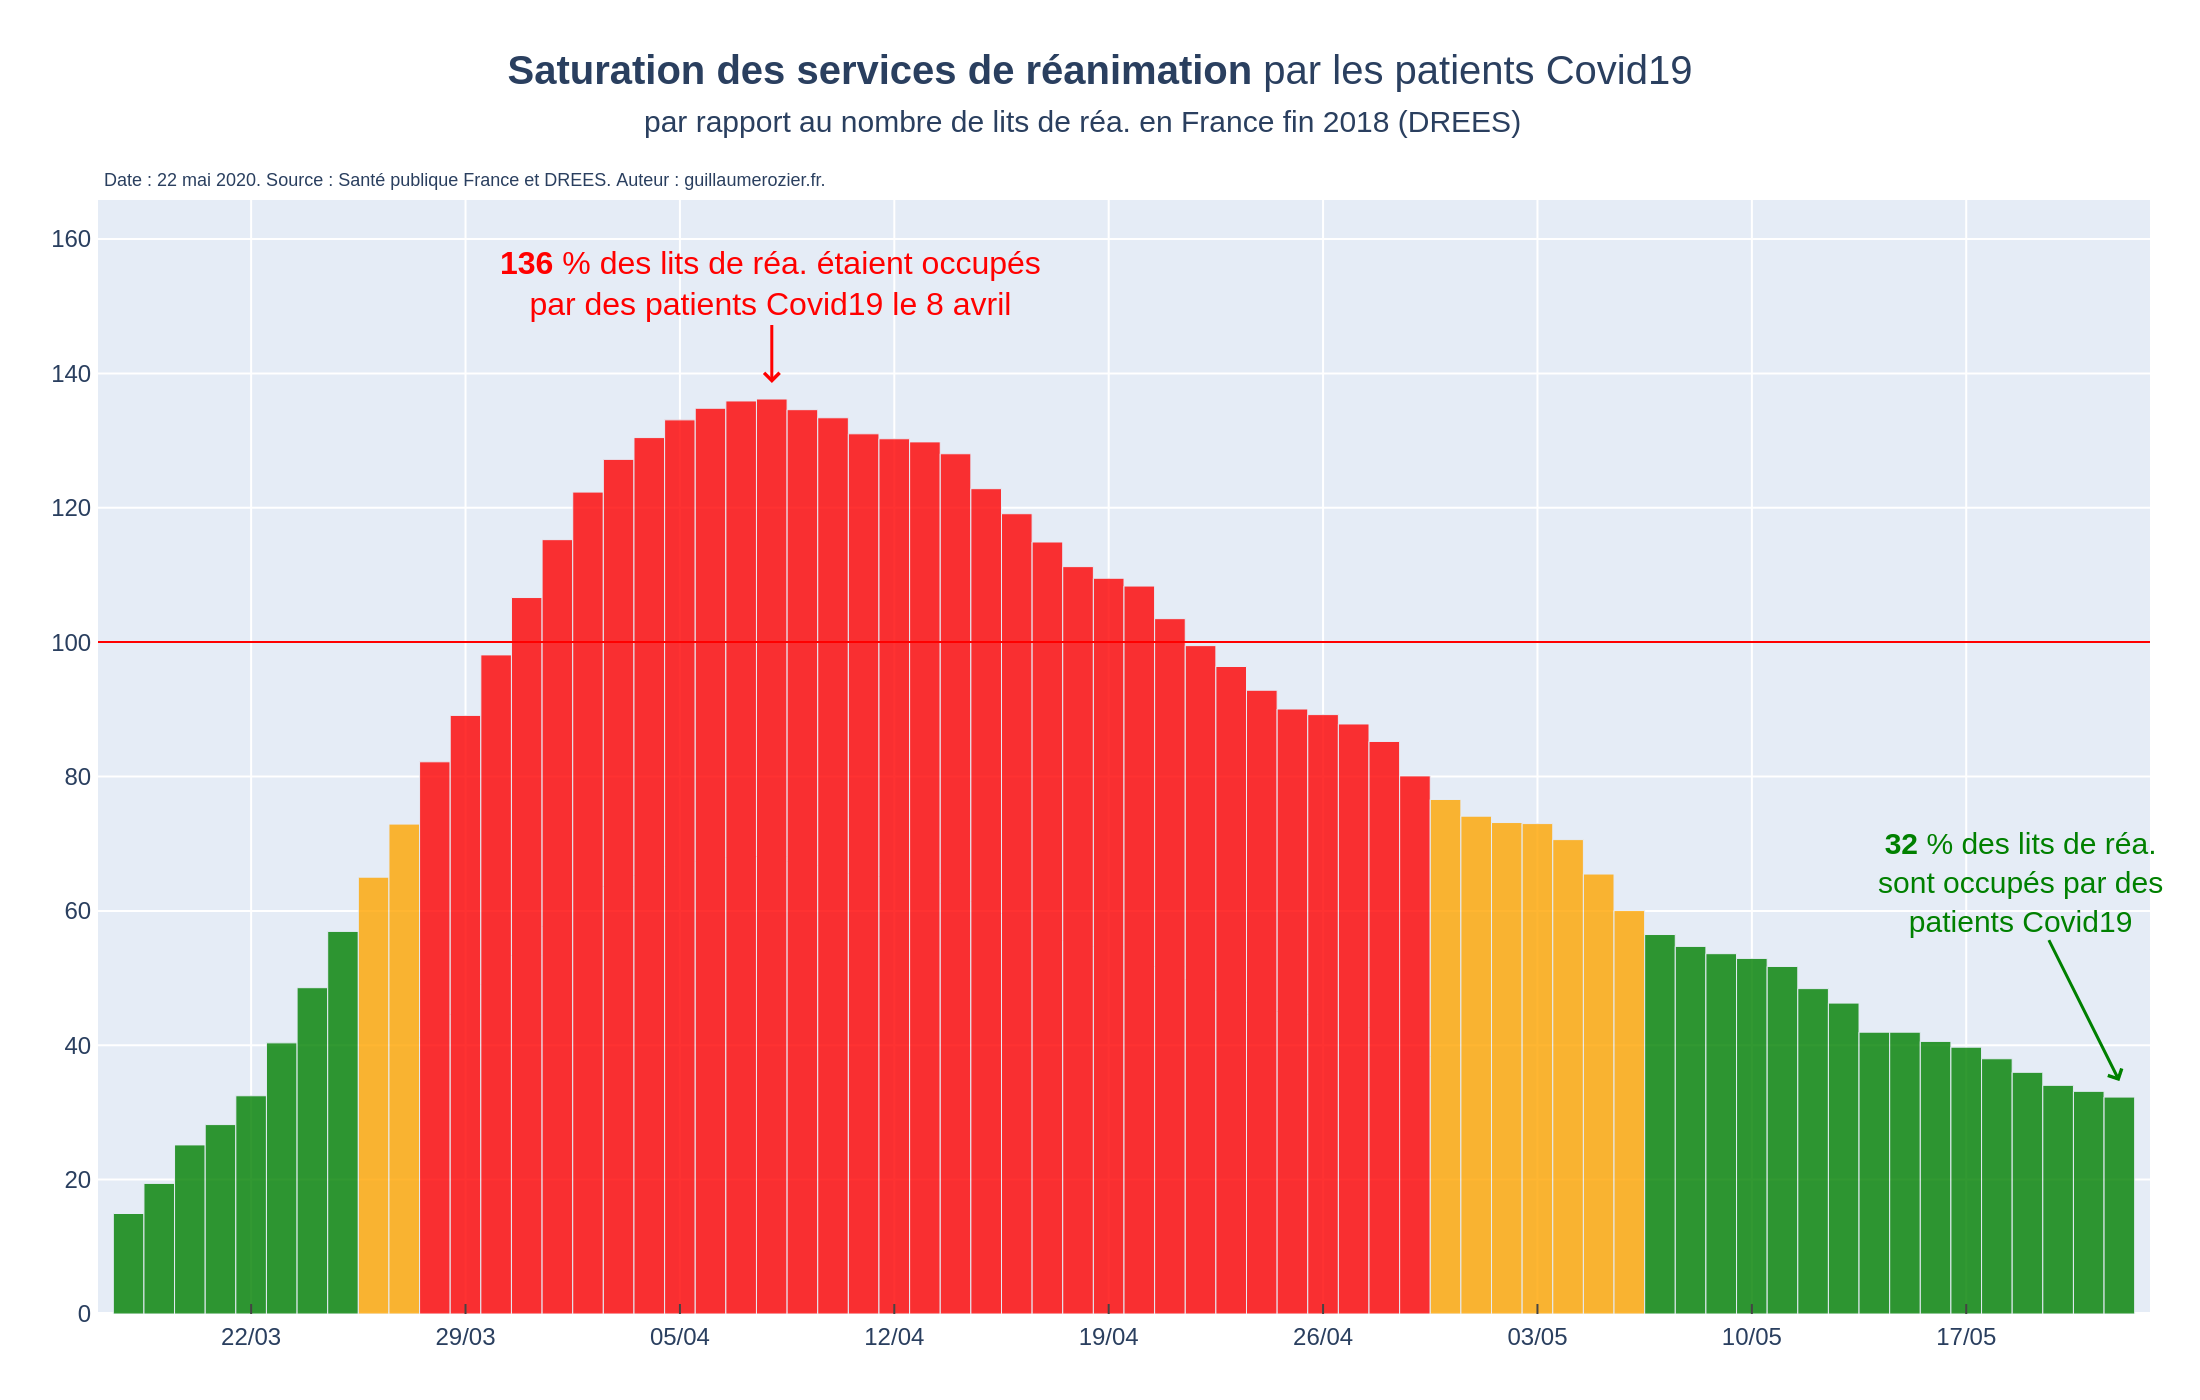 Saturation des services de réanimation par les patients Covid19
par rapport au nombre de lits de réa. en France fin 2018 (DREES)
Date : 22 mai 2020. Source : Santé publique France et DREES. Auteur : guillaumerozier.fr.
160
136 % des lits de réa. étaient occupés
par des patients Covid19 le 8 avril
140
120
100
80
32 % des lits de réa.
sont occupés par des
patients Covid19
60
40
20
0
22/03
29/03
05/04
12/04
19/04
26/04
03/05
10/05
17/05